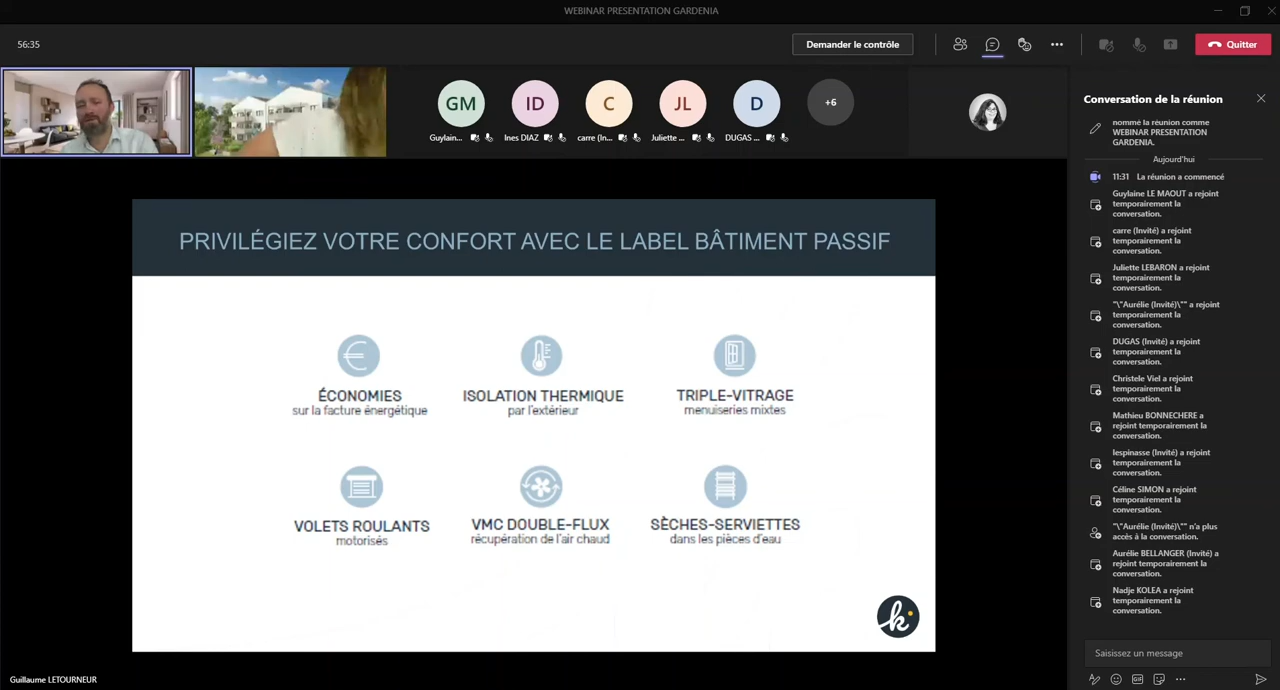 WEBINAR PRESENTATION GARDENIA
56:35
Demander le contrôle
Quitter
GM
ID
C
JL
D
+6
Guylain...
Ines DIAZ
carre (In...
Juliette ...
DUGAS ...
PRIVILÉGIEZ VOTRE CONFORT AVEC LE LABEL BÂTIMENT PASSIF
ÉCONOMIES
sur la facture énergétique
ISOLATION THERMIQUE
par l'extérieur
TRIPLE-VITRAGE
menuiseries mixtes
VOLETS ROULANTS
motorisés
VMC DOUBLE-FLUX
récupération de l'air chaud
SÈCHES-SERVIETTES
dans les pièces d'eau
k
Guillaume LETOURNEUR
Conversation de la réunion
nommé la réunion comme
WEBINAR PRESENTATION
GARDENIA.
Aujourd'hui
11:31 La réunion a commencé
Guylaine LE MAOUT a rejoint
temporairement la
conversation.
carre (Invité) a rejoint
temporairement la
conversation.
Juliette LEBARON a rejoint
temporairement la
conversation.
"\"Aurélie (Invité)\"" a rejoint
temporairement la
conversation.
DUGAS (Invité) a rejoint
temporairement la
conversation.
Christele Viel a rejoint
temporairement la
conversation.
Mathieu BONNECHERE a
rejoint temporairement la
conversation.
lespinasse (Invité) a rejoint
temporairement la
conversation.
Céline SIMON a rejoint
temporairement la
conversation.
"\"Aurélie (Invité)\"" n'a plus
accès à la conversation.
Aurélie BELLANGER (Invité) a
rejoint temporairement la
conversation.
Nadje KOLEA a rejoint
temporairement la
conversation.
Saisissez un message
GIF